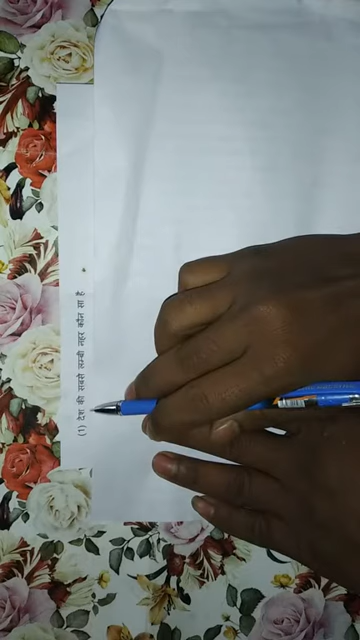 (1) देश की सबसे लम्बी नहर कौन सा है